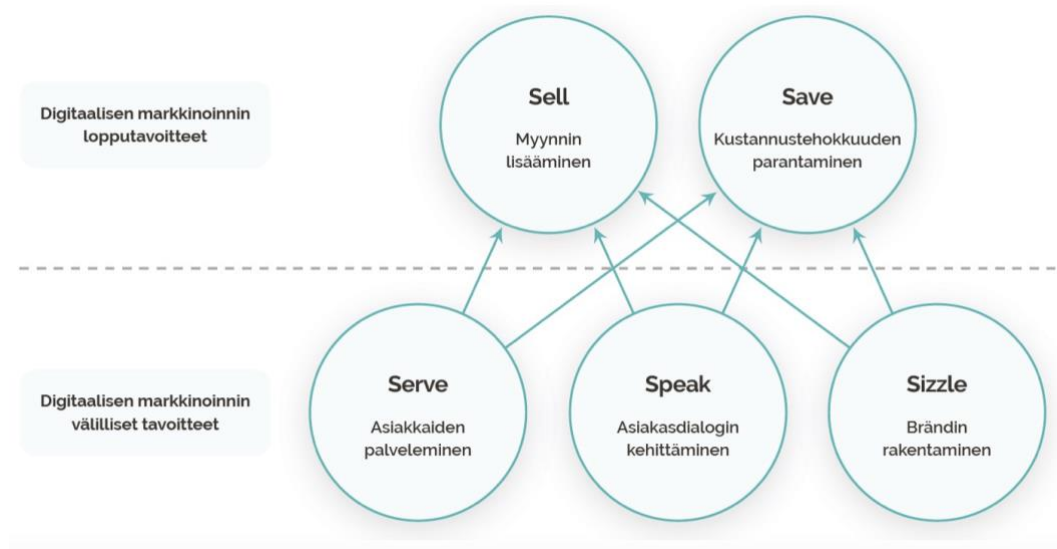 Digitaalisen markkinoinnin
lopputavoitteet
Sell
Myynnin
lisääminen
Save
Kustannustehokkuuden
parantaminen
Digitaalisen markkinoinnin
välilliset tavoitteet
Serve
Asiakkaiden
palveleminen
Speak
Asiakasdialogin
kehittäminen
Sizzle
Brändin
rakentaminen